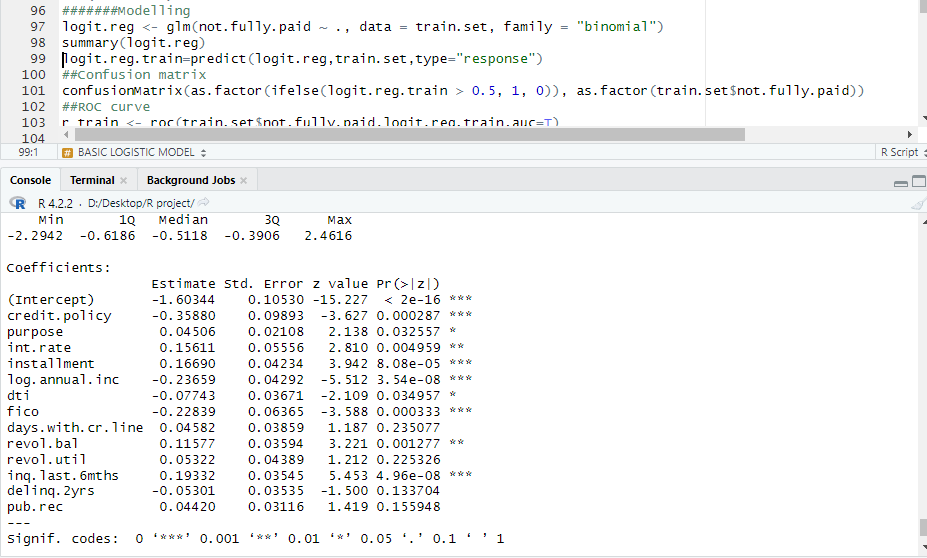 96 #######Modelling
97 logit.reg <- glm(not.fully.paid ~ ., data = train.set, family = "binomial")
98 summary(logit.reg)
99 logit.reg.train=predict(logit.reg,train.set,type="response")
100 ##Confusion matrix
101 confusionMatrix(as.factor(ifelse(logit.reg.train > 0.5, 1, 0)), as.factor(train.set$not.fully.paid))
102 ##ROC curve
103 r_train <- roc(train.set$not.fully.paid,logit.reg.train,auc=T)
104
99:1 # BASIC LOGISTIC MODEL R Script
Console Terminal × Background Jobs ×
R R 4.2.2 · D:/Desktop/R project/
Min 1Q Median 3Q Max
-2.2942 -0.6186 -0.5118 -0.3906 2.4616
Coefficients:
Estimate Std. Error z value Pr(>|z|)
(Intercept) -1.60344 0.10530 -15.227 < 2e-16 ***
credit.policy -0.35880 0.09893 -3.627 0.000287 ***
purpose 0.04506 0.02108 2.138 0.032557 *
int.rate 0.15611 0.05556 2.810 0.004959 **
installment 0.16690 0.04234 3.942 8.08e-05 ***
log.annual.inc -0.23659 0.04292 -5.512 3.54e-08 ***
dti -0.07743 0.03671 -2.109 0.034957 *
fico -0.22839 0.06365 -3.588 0.000333 ***
days.with.cr.line 0.04582 0.03859 1.187 0.235077
revol.bal 0.11577 0.03594 3.221 0.001277 **
revol.util 0.05322 0.04389 1.212 0.225326
inq.last.6mths 0.19332 0.03545 5.453 4.96e-08 ***
delinq.2yrs -0.05301 0.03535 -1.500 0.133704
pub.rec 0.04420 0.03116 1.419 0.155948
---
Signif. codes: 0 ‘***’ 0.001 ‘**’ 0.01 ‘*’ 0.05 ‘.’ 0.1 ‘ ’ 1